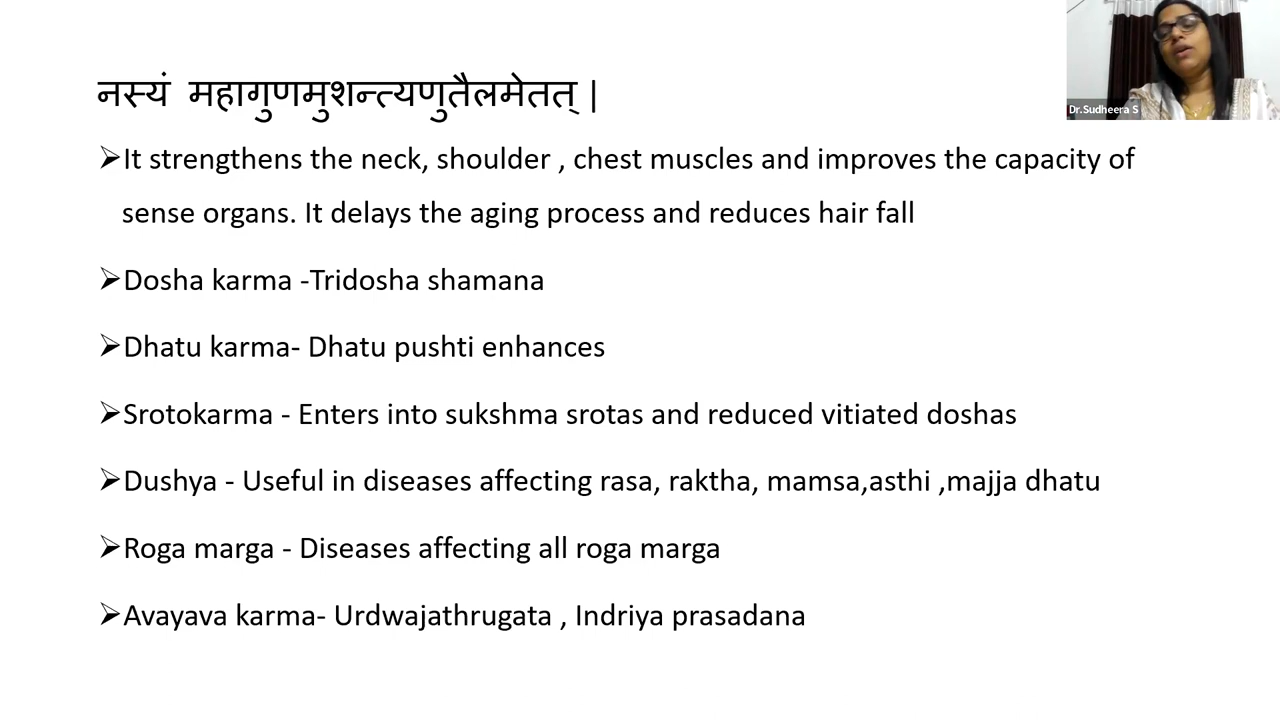 नस्यं महागुणमुशन्त्यणुतैलमेतत् |
➢It strengthens the neck, shoulder , chest muscles and improves the capacity of
sense organs. It delays the aging process and reduces hair fall
➢Dosha karma -Tridosha shamana
➢Dhatu karma- Dhatu pushti enhances
➢Srotokarma - Enters into sukshma srotas and reduced vitiated doshas
➢Dushya - Useful in diseases affecting rasa, raktha, mamsa,asthi ,majja dhatu
➢Roga marga - Diseases affecting all roga marga
➢Avayava karma- Urdwajathrugata , Indriya prasadana
Dr.Sudheera S